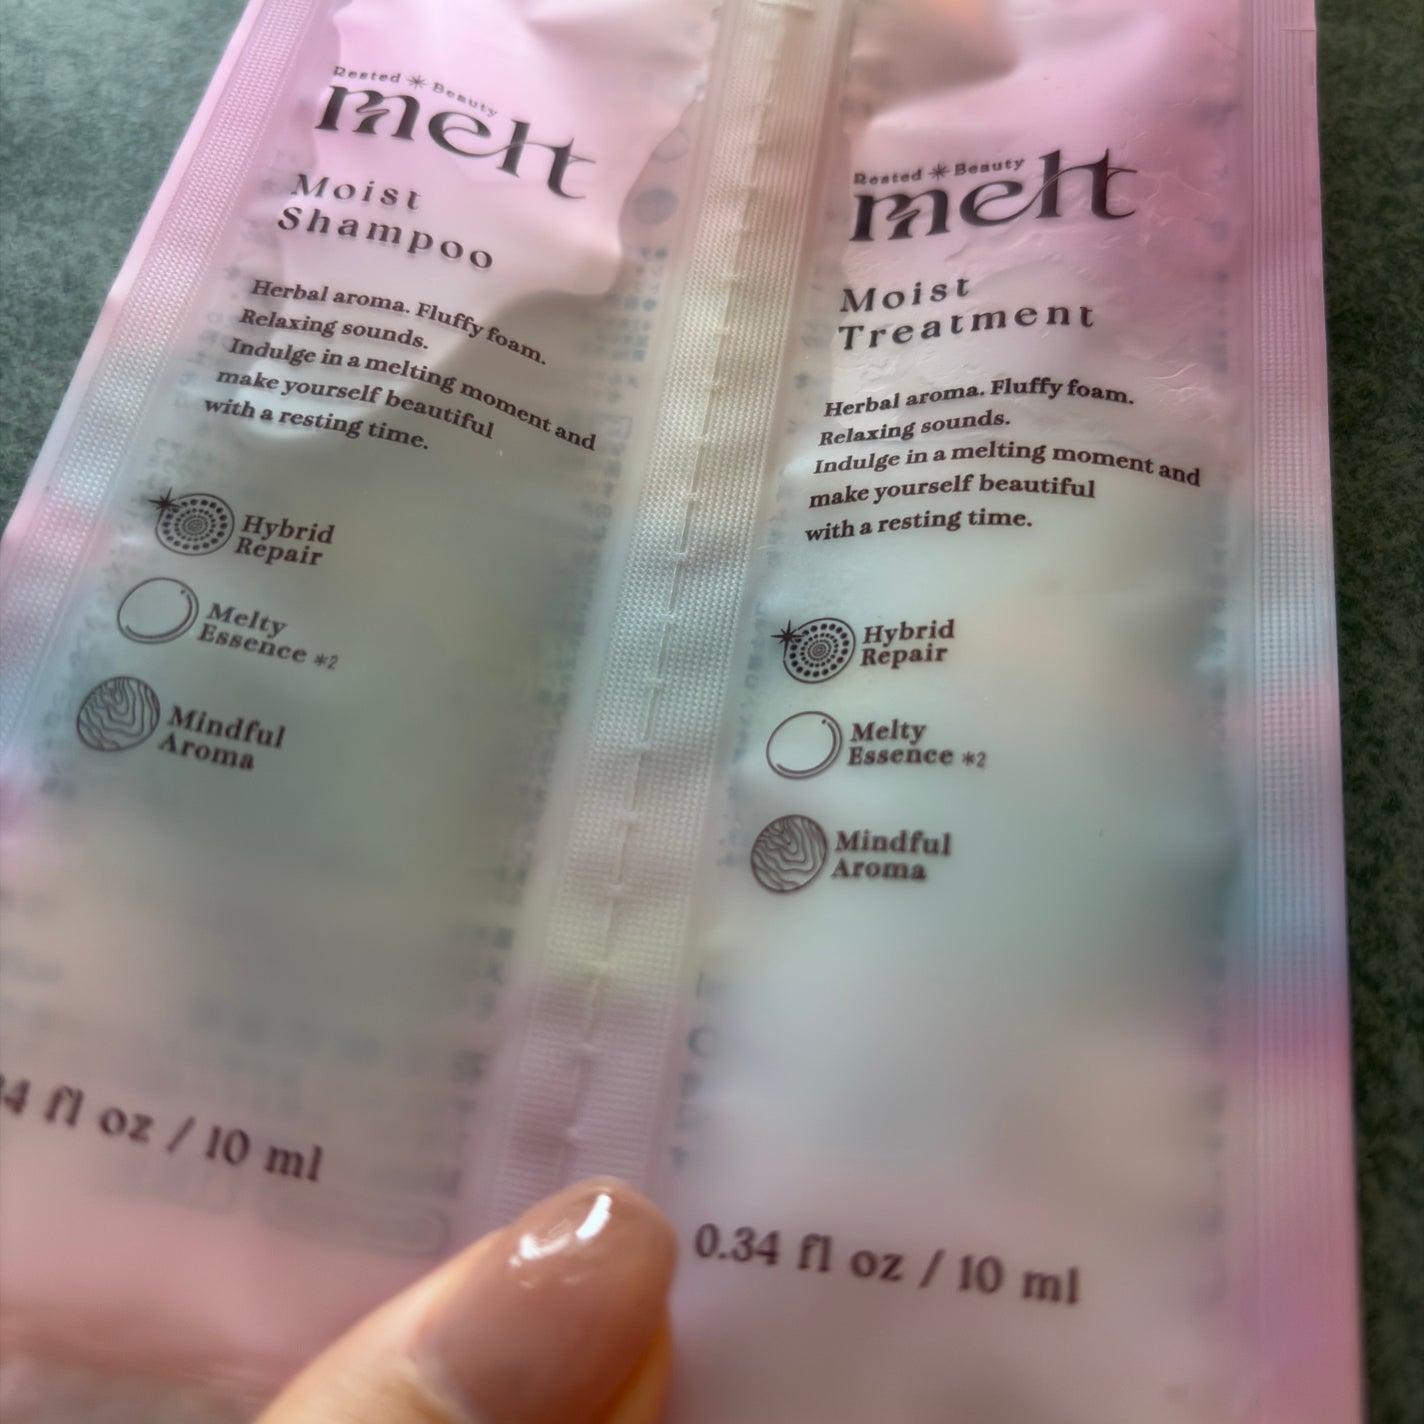 Rested Beauty
melt
Moist
Shampoo
Herbal aroma. Fluffy foam.
Relaxing sounds.
Indulge in a melting moment and
make yourself beautiful
with a resting time.
Hybrid
Repair
Melty
Essence *2
Mindful
Aroma
34 fl oz / 10 ml
Rested Beauty
melt
Moist
Treatment
Herbal aroma. Fluffy foam.
Relaxing sounds.
Indulge in a melting moment and
make yourself beautiful
with a resting time.
Hybrid
Repair
Melty
Essence *2
Mindful
Aroma
0.34 fl oz / 10 ml